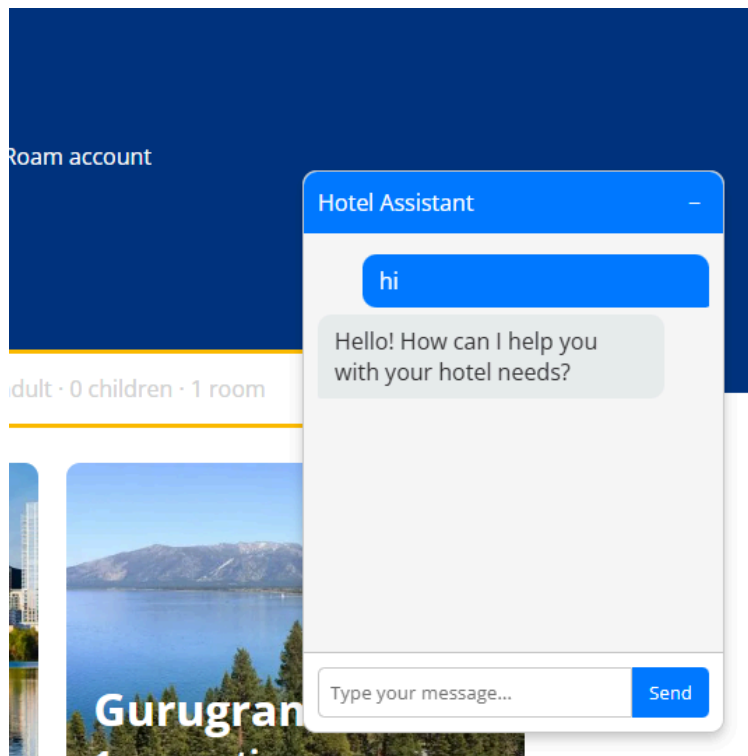 Roam account
Hotel Assistant
–
hi
Hello! How can I help you
with your hotel needs?
dult · 0 children · 1 room
Type your message...
Send
Gurugran